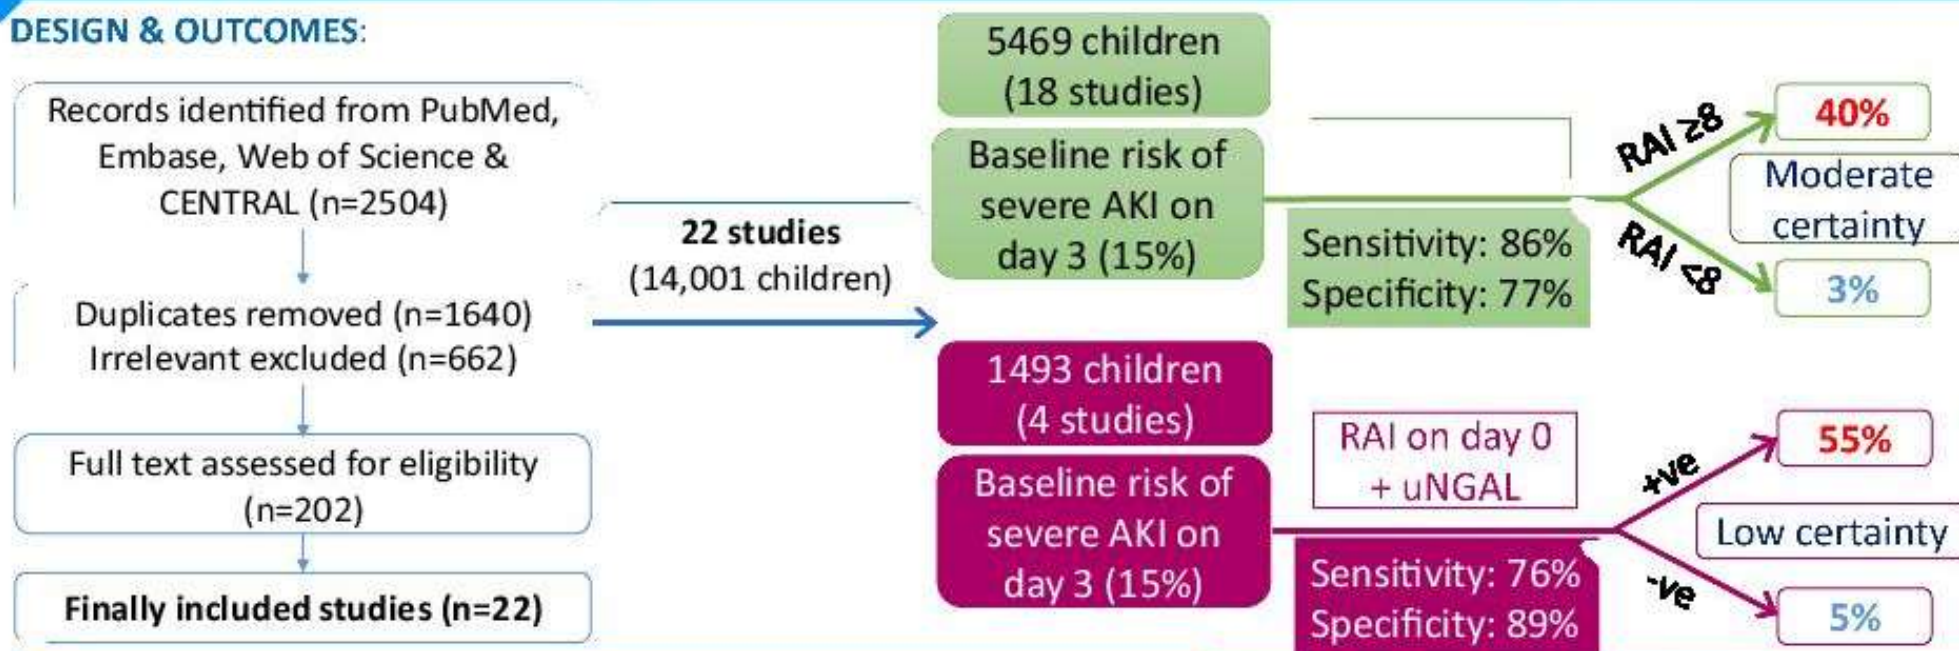 DESIGN & OUTCOMES:
Records identified from PubMed,
Embase, Web of Science &
CENTRAL (n=2504)
Duplicates removed (n=1640)
Irrelevant excluded (n=662)
Full text assessed for eligibility
(n=202)
Finally included studies (n=22)
22 studies
(14,001 children)
5469 children
(18 studies)
Baseline risk of
severe AKI on
day 3 (15%)
Sensitivity: 86%
Specificity: 77%
RAI ≥8
40%
Moderate
certainty
RAI <8
3%
1493 children
(4 studies)
Baseline risk of
severe AKI on
day 3 (15%)
RAI on day 0
+ uNGAL
Sensitivity: 76%
Specificity: 89%
+ve
55%
Low certainty
-ve
5%